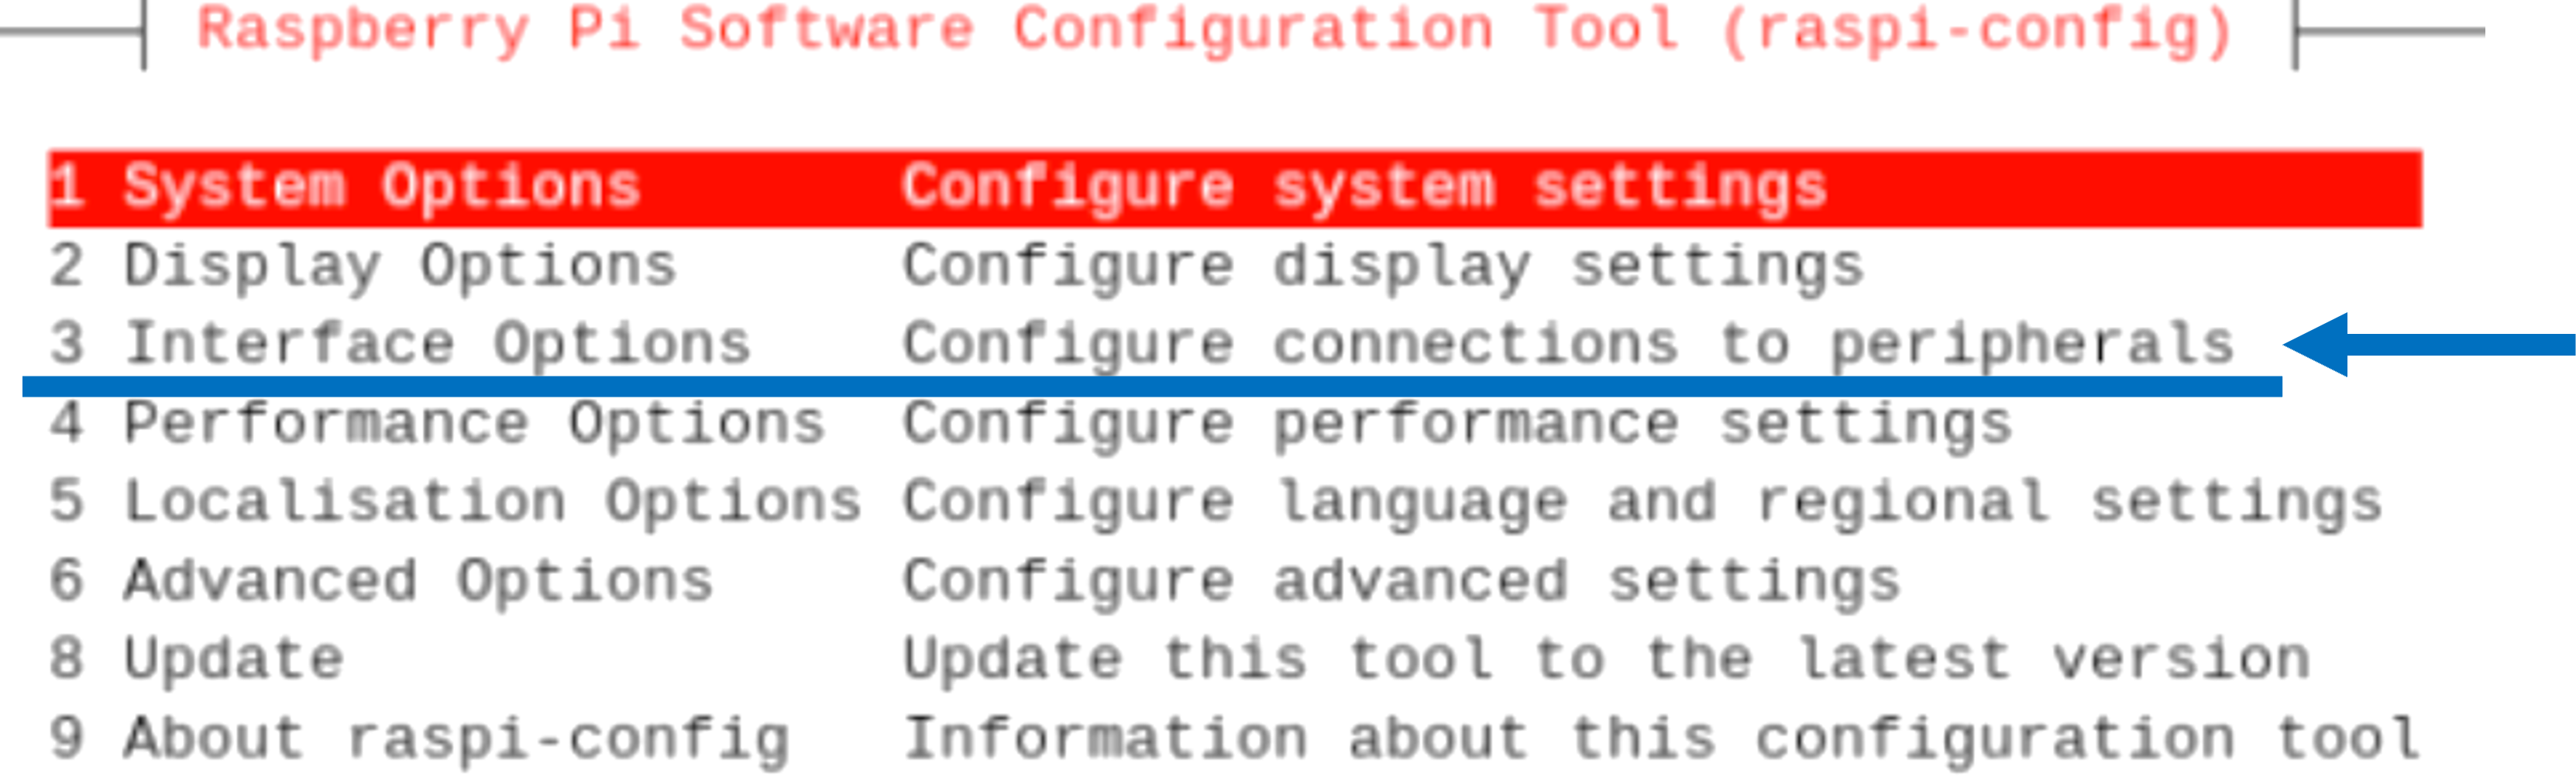 Raspberry Pi Software Configuration Tool (raspi-config)
1 System Options Configure system settings
2 Display Options Configure display settings
3 Interface Options Configure connections to peripherals
4 Performance Options Configure performance settings
5 Localisation Options Configure language and regional settings
6 Advanced Options Configure advanced settings
8 Update Update this tool to the latest version
9 About raspi-config Information about this configuration tool